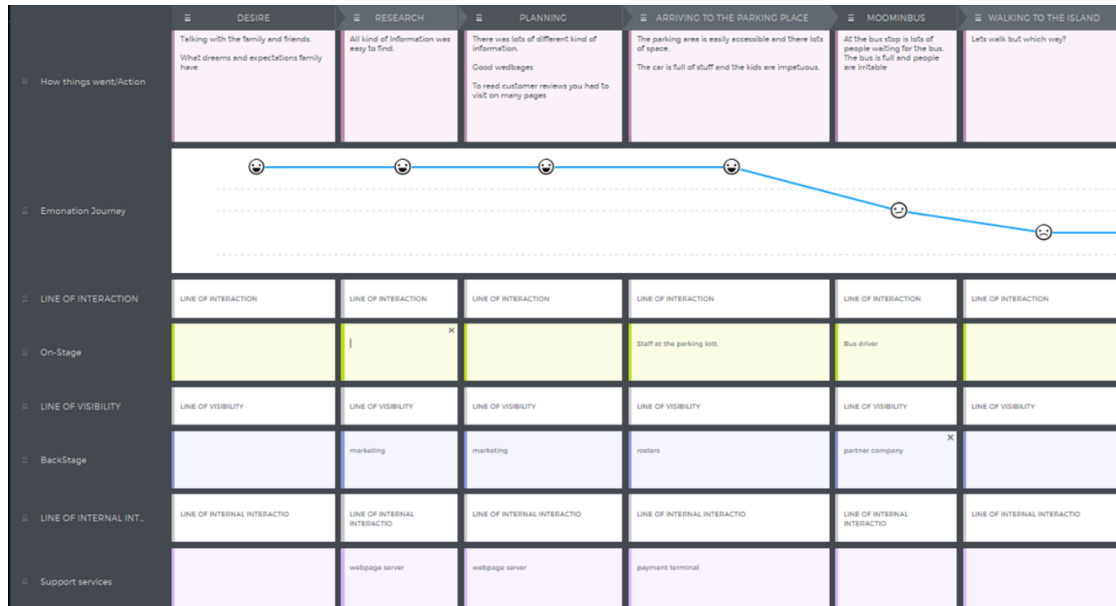 DESIRE
RESEARCH
PLANNING
ARRIVING TO THE PARKING PLACE
MOOMINBUS
WALKING TO THE ISLAND
How things went/Action
Talking with the family and friends.
What dreams and expectations family
have.
All kind of Information was
easy to find.
There was lots of different kind of
information.
Good wedbages
To read customer reviews you had to
visit on many pages
The parking area is easily accessible and there lots
of space.
The car is full of stuff and the kids are impetuous.
At the bus stop is lots of
people waiting for the bus.
The bus is full and people
are irritable
Lets walk but which way?
Emonation Journey
LINE OF INTERACTION
LINE OF INTERACTION
LINE OF INTERACTION
LINE OF INTERACTION
LINE OF INTERACTION
LINE OF INTERACTION
LINE OF INTERACTION
On-Stage
Staff at the parking lott,
Bus driver
LINE OF VISIBILITY
LINE OF VISIBILITY
LINE OF VISIBILITY
LINE OF VISIBILITY
LINE OF VISIBILITY
LINE OF VISIBILITY
LINE OF VISIBILITY
BackStage
marketing
marketing
rosters
partner company
LINE OF INTERNAL INT...
LINE OF INTERNAL INTERACTIO
LINE OF INTERNAL
INTERACTIO
LINE OF INTERNAL INTERACTIO
LINE OF INTERNAL INTERACTIO
LINE OF INTERNAL
INTERACTIO
LINE OF INTERNAL INTERACTIO
Support services
webpage server
webpage server
payment terminal